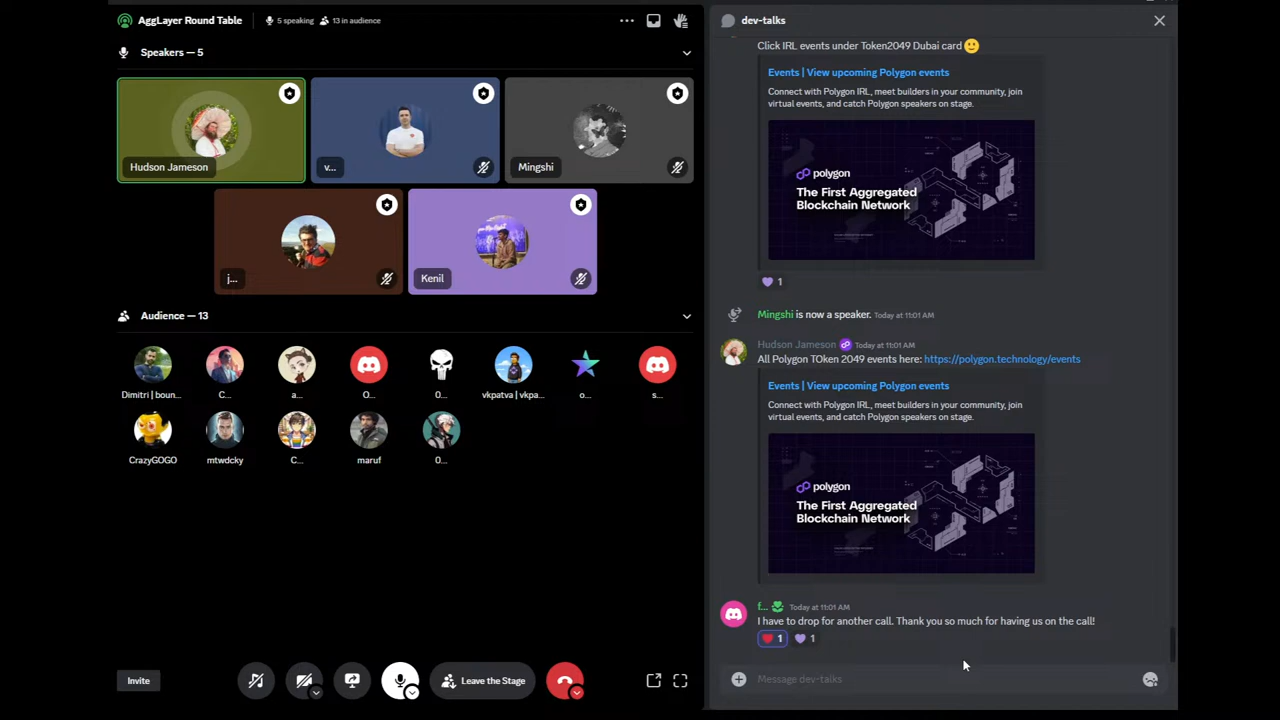 AggLayer Round Table
5 speaking
13 in audience
Speakers — 5
Hudson Jameson
v...
Mingshi
j...
Kenil
Audience — 13
Dimitri | boun...
C...
a...
O...
0...
vkpatva | vkpa...
o...
s...
CrazyGOGO
mtwdcky
C...
maruf
0...
Invite
Leave the Stage
dev-talks
Click IRL events under Token2049 Dubai card
Events | View upcoming Polygon events
Connect with Polygon IRL, meet builders in your community, join
virtual events, and catch Polygon speakers on stage.
polygon
The First Aggregated
Blockchain Network
1
Mingshi is now a speaker. Today at 11:01 AM
Hudson Jameson Today at 11:01 AM
All Polygon TOken 2049 events here: https://polygon.technology/events
Events | View upcoming Polygon events
Connect with Polygon IRL, meet builders in your community, join
virtual events, and catch Polygon speakers on stage.
polygon
The First Aggregated
Blockchain Network
f... Today at 11:01 AM
I have to drop for another call. Thank you so much for having us on the call!
1 1
Message dev-talks